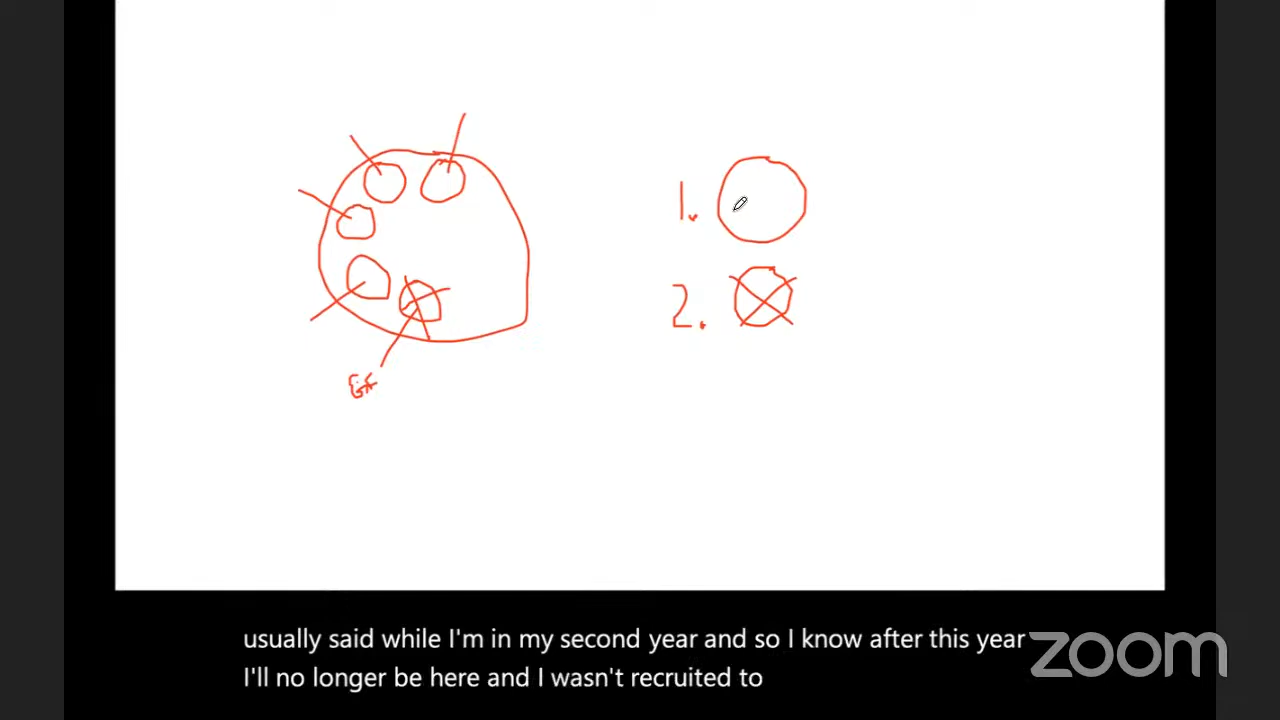 1.
2.
usually said while I'm in my second year and so I know after this year
I'll no longer be here and I wasn't recruited to
zoom